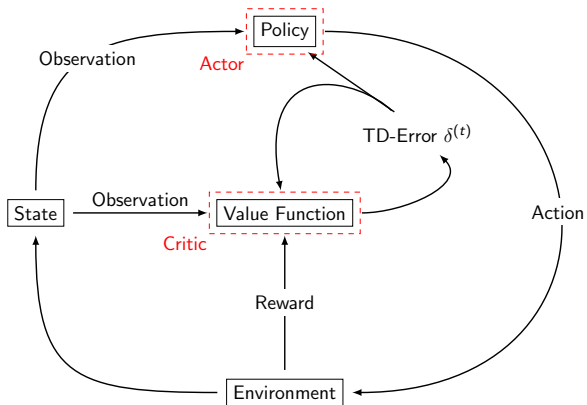 Policy
Observation
Actor
TD-Error δ^(t)
Observation
State
Value Function
Action
Critic
Reward
Environment